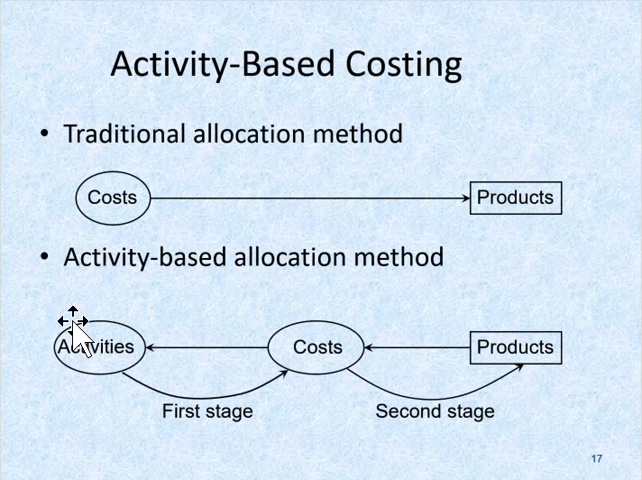 Activity-Based Costing
• Traditional allocation method
Costs
Products
• Activity-based allocation method
Activities
Costs
Products
First stage
Second stage
17